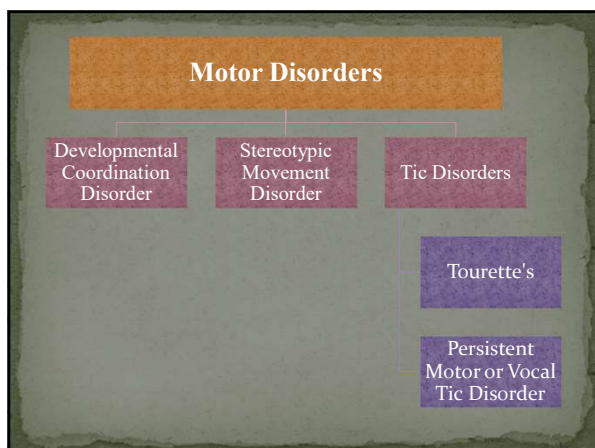 Motor Disorders
Developmental
Coordination
Disorder
Stereotypic
Movement
Disorder
Tic Disorders
Tourette's
Persistent
Motor or Vocal
Tic Disorder